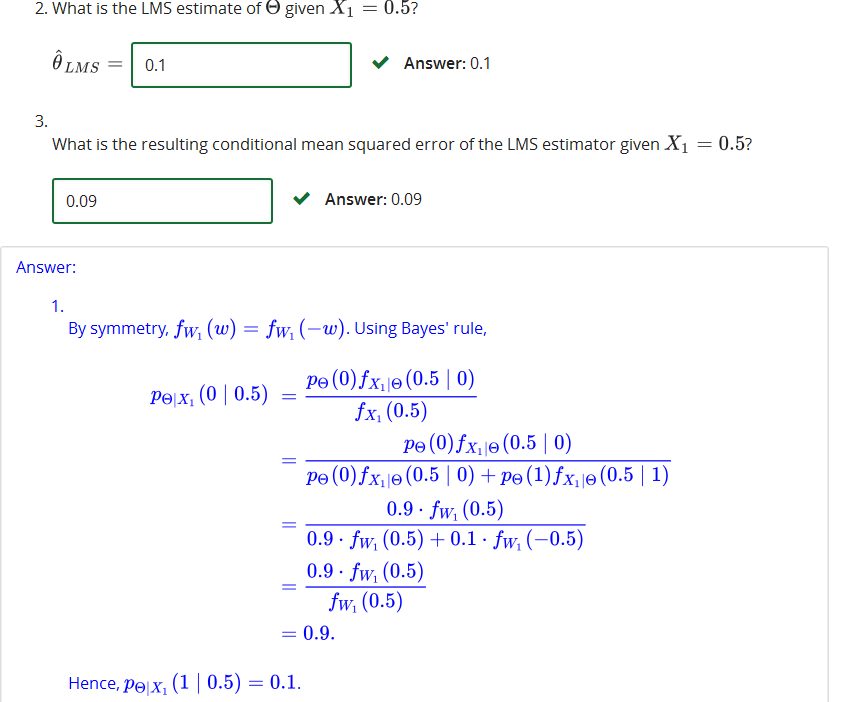 2. What is the LMS estimate of Θ given X₁ = 0.5?
θ̂_LMS = 0.1 ✔ Answer: 0.1
3.
What is the resulting conditional mean squared error of the LMS estimator given X₁ = 0.5?
0.09 ✔ Answer: 0.09
Answer:
1.
By symmetry, f_{W₁}(w) = f_{W₁}(−w). Using Bayes' rule,
p_{Θ|X₁}(0 | 0.5) = \frac{p_Θ(0) f_{X₁|Θ}(0.5 | 0)}{f_{X₁}(0.5)}
= \frac{p_Θ(0) f_{X₁|Θ}(0.5 | 0)}{p_Θ(0) f_{X₁|Θ}(0.5 | 0) + p_Θ(1) f_{X₁|Θ}(0.5 | 1)}
= \frac{0.9 · f_{W₁}(0.5)}{0.9 · f_{W₁}(0.5) + 0.1 · f_{W₁}(−0.5)}
= \frac{0.9 · f_{W₁}(0.5)}{f_{W₁}(0.5)}
= 0.9.
Hence, p_{Θ|X₁}(1 | 0.5) = 0.1.